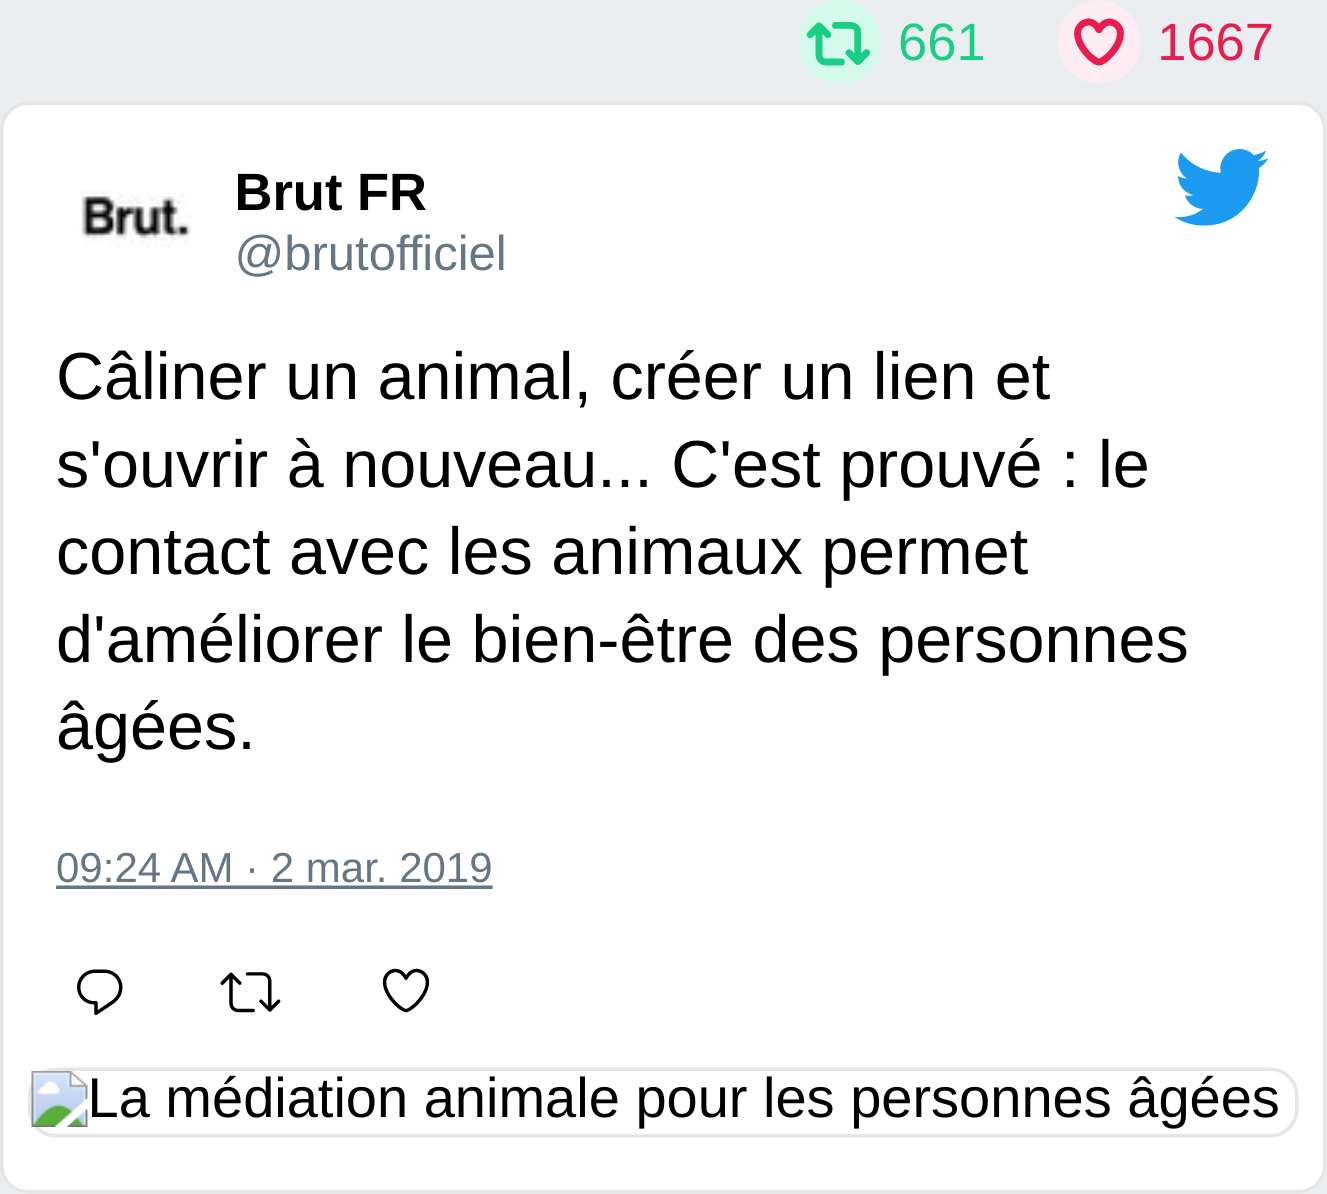 661 1667
Brut.
Brut FR
@brutofficiel
Câliner un animal, créer un lien et
s'ouvrir à nouveau... C'est prouvé : le
contact avec les animaux permet
d'améliorer le bien-être des personnes
âgées.
09:24 AM · 2 mar. 2019
La médiation animale pour les personnes âgées